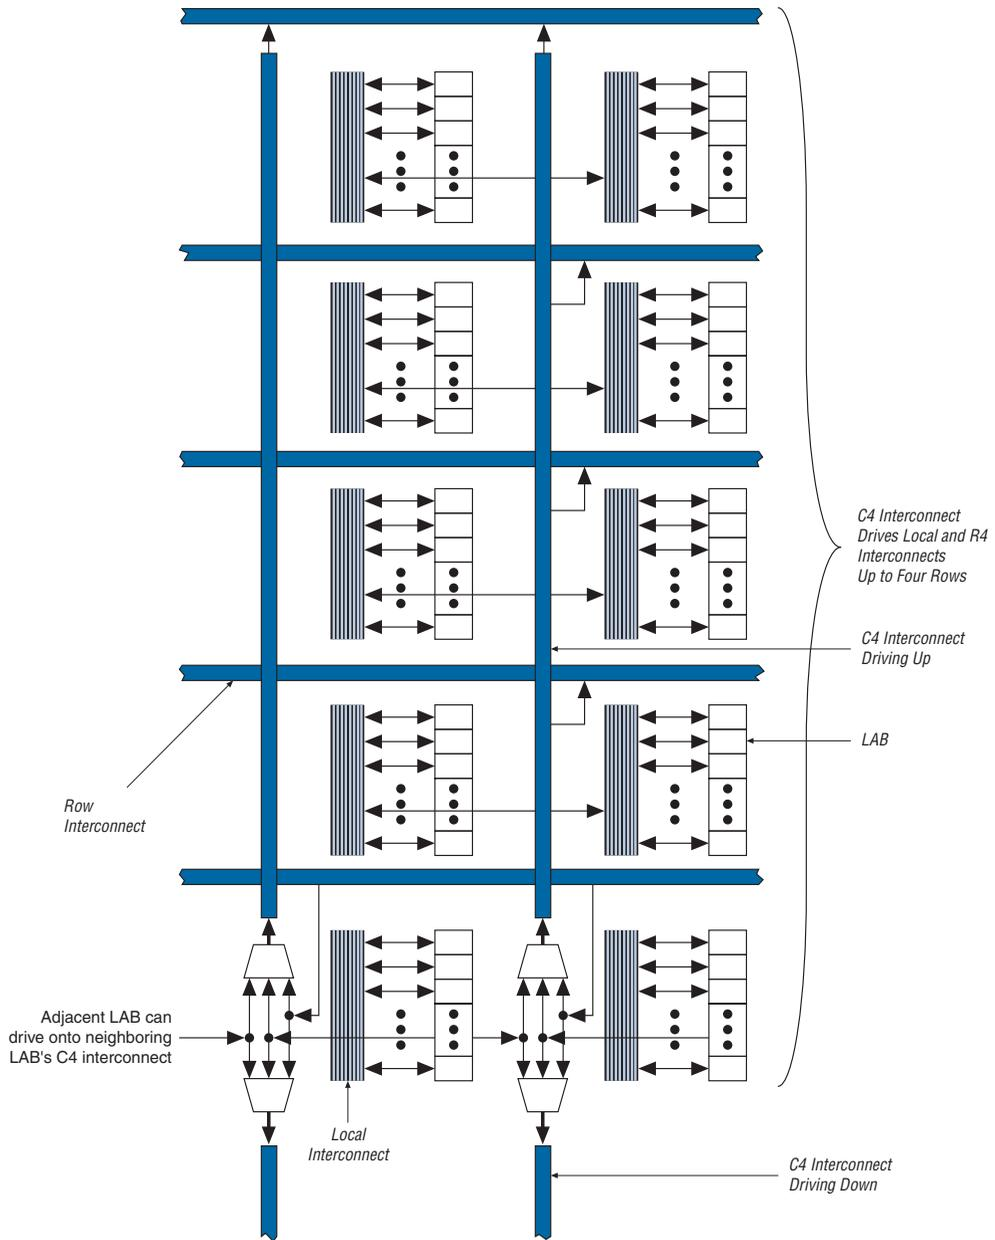 C4 Interconnect
Drives Local and R4
Interconnects
Up to Four Rows
C4 Interconnect
Driving Up
LAB
Row
Interconnect
Adjacent LAB can
drive onto neighboring
LAB's C4 interconnect
Local
Interconnect
C4 Interconnect
Driving Down